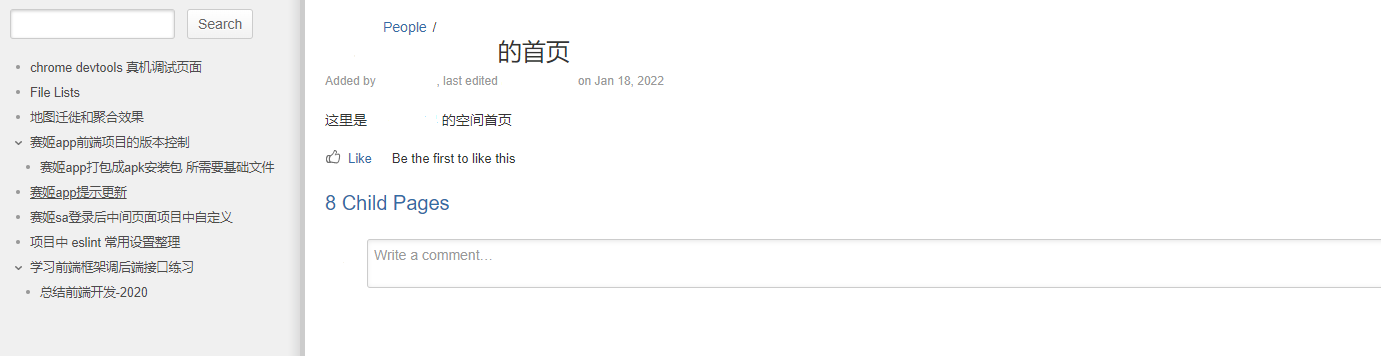 Search
chrome devtools 真机调试页面
File Lists
地图迁徙和聚合效果
赛姬app前端项目的版本控制
赛姬app打包成apk安装包 所需要基础文件
赛姬app提示更新
赛姬sa登录后中间页面项目中自定义
项目中 eslint 常用设置整理
学习前端框架调后端接口练习
总结前端开发-2020
People /
的首页
Added by , last edited on Jan 18, 2022
这里是 的空间首页
Like Be the first to like this
8 Child Pages
Write a comment…